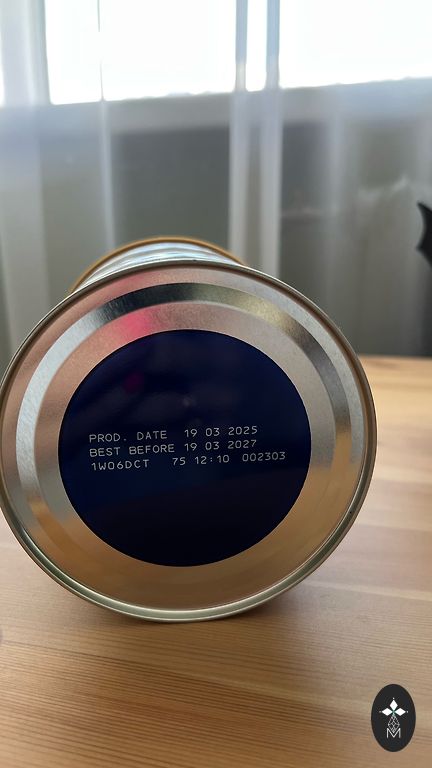 PROD. DATE 19 03 2025
BEST BEFORE 19 03 2027
1W06DCT 75 12:10 002303
M